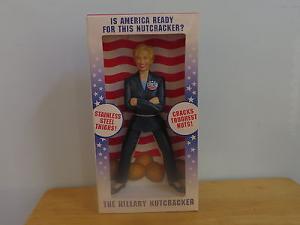 IS AMERICA READY
FOR THIS NUTCRACKER?
STAINLESS
STEEL
THIGHS!
CRACKS
TOUGHEST
NUTS!
THE HILLARY NUTCRACKER